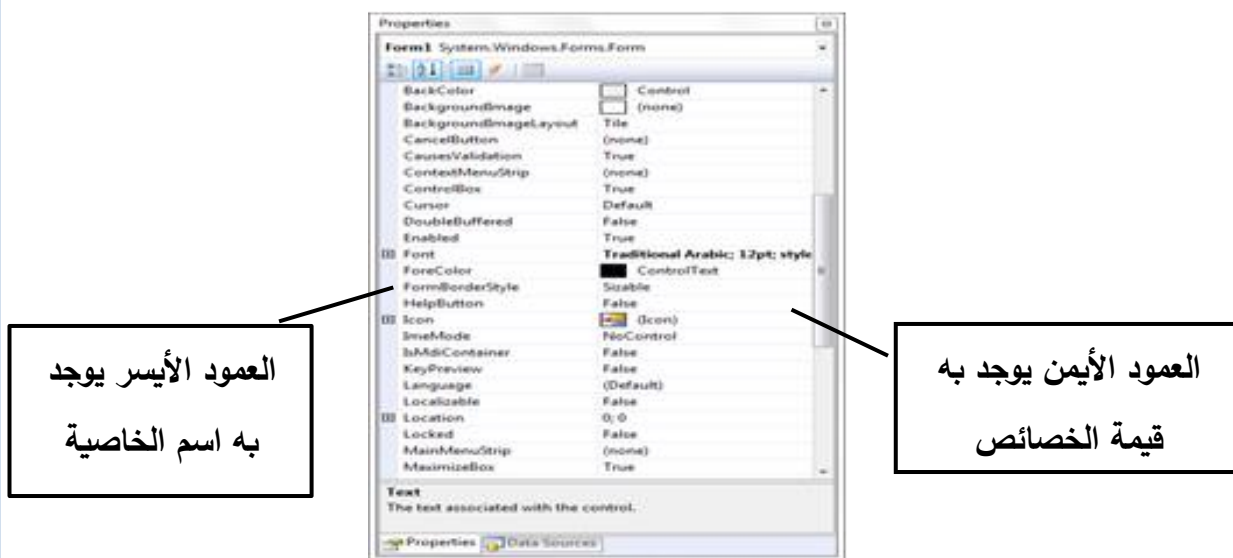 Properties
Form1 System.Windows.Forms.Form
BackColor Control
BackgroundImage (none)
BackgroundImageLayout Tile
CancelButton (none)
CausesValidation True
ContextMenuStrip (none)
ControlBox True
Cursor Default
DoubleBuffered False
Enabled True
Font Traditional Arabic; 12pt; style
ForeColor ControlText
FormBorderStyle Sizable
HelpButton False
Icon (Icon)
ImeMode NoControl
IsMdiContainer False
KeyPreview False
Language (Default)
Localizable False
Location 0; 0
Locked False
MainMenuStrip (none)
MaximizeBox True
Text
The text associated with the control.
Properties Data Sources
العمود الأيمن يوجد به
قيمة الخصائص
العمود الأيسر يوجد
به اسم الخاصية